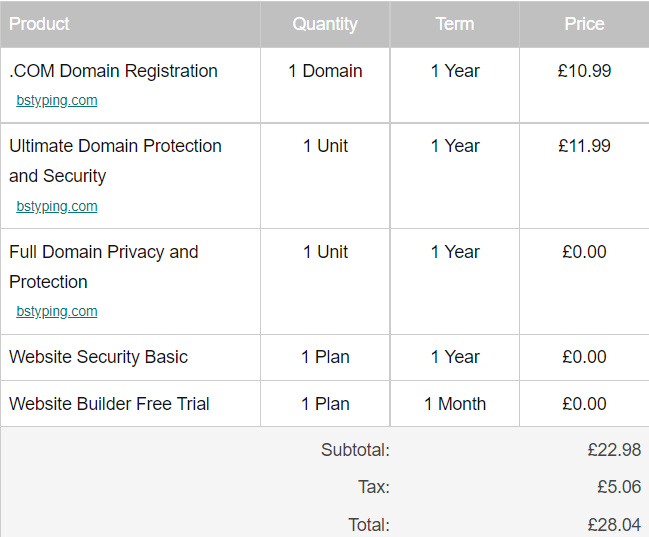 Product Quantity Term Price
.COM Domain Registration 1 Domain 1 Year £10.99
bstyping.com
Ultimate Domain Protection 1 Unit 1 Year £11.99
and Security
bstyping.com
Full Domain Privacy and 1 Unit 1 Year £0.00
Protection
bstyping.com
Website Security Basic 1 Plan 1 Year £0.00
Website Builder Free Trial 1 Plan 1 Month £0.00
Subtotal: £22.98
Tax: £5.06
Total: £28.04